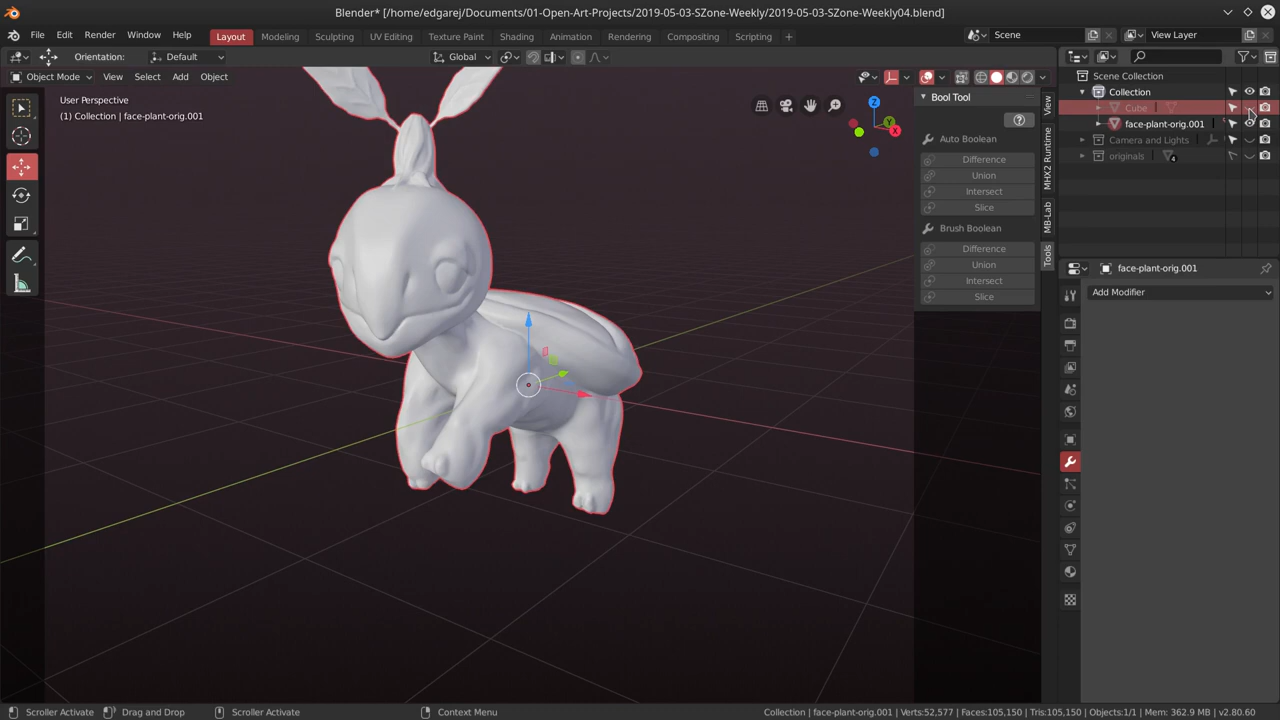 Blender* [/home/edgarej/Documents/01-Open-Art-Projects/2019-05-03-SZone-Weekly/2019-05-03-SZone-Weekly04.blend]
File Edit Render Window Help Layout Modeling Sculpting UV Editing Texture Paint Shading Animation Rendering Compositing Scripting + Scene View Layer
Orientation: Default Global
Object Mode View Select Add Object
User Perspective
(1) Collection | face-plant-orig.001
Z
Y
X
Bool Tool
Auto Boolean
Difference
Union
Intersect
Slice
Brush Boolean
Difference
Union
Intersect
Slice
View
MHX2 Runtime
MB-Lab
Tools
Scene Collection
Collection
Cube
face-plant-orig.001
Camera and Lights
originals 4
face-plant-orig.001
Add Modifier
Scroller Activate Drag and Drop Scroller Activate Context Menu Collection | face-plant-orig.001 | Verts:52,577 | Faces:105,150 | Tris:105,150 | Objects:1/1 | Mem: 362.9 MB | v2.80.60